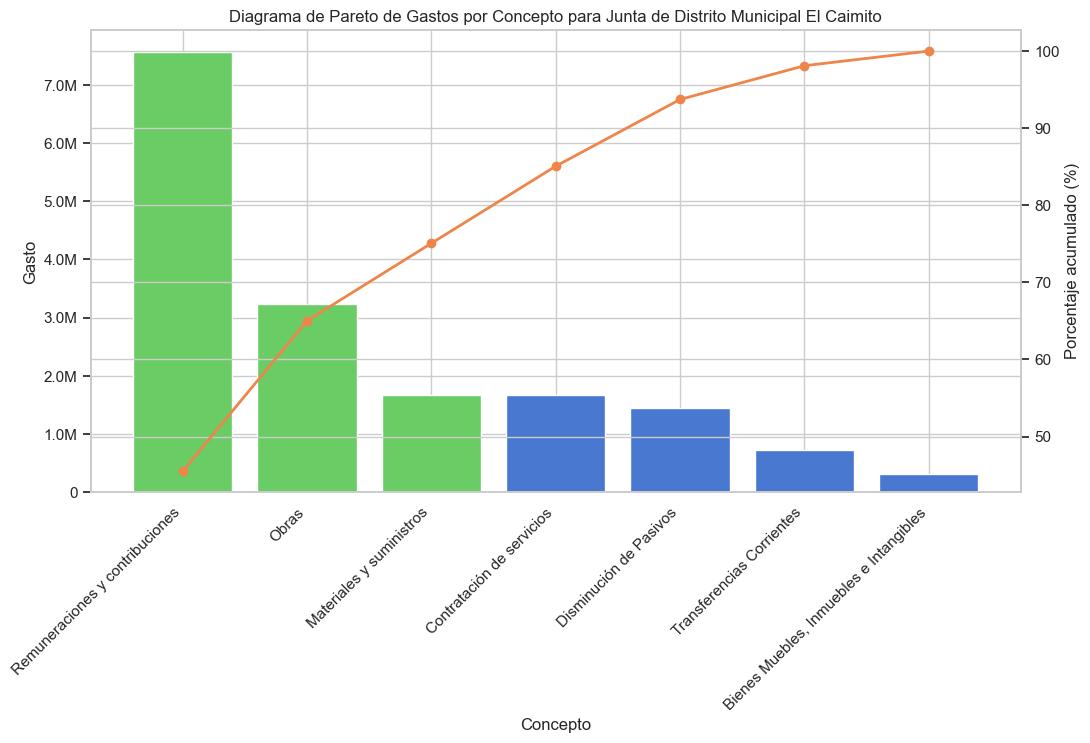 Diagrama de Pareto de Gastos por Concepto para Junta de Distrito Municipal El Caimito
Gasto
7.0M
6.0M
5.0M
4.0M
3.0M
2.0M
1.0M
0
100
90
80
70
60
50
Porcentaje acumulado (%)
Remuneraciones y contribuciones
Obras
Materiales y suministros
Contratación de servicios
Disminución de Pasivos
Transferencias Corrientes
Bienes Muebles, Inmuebles e Intangibles
Concepto